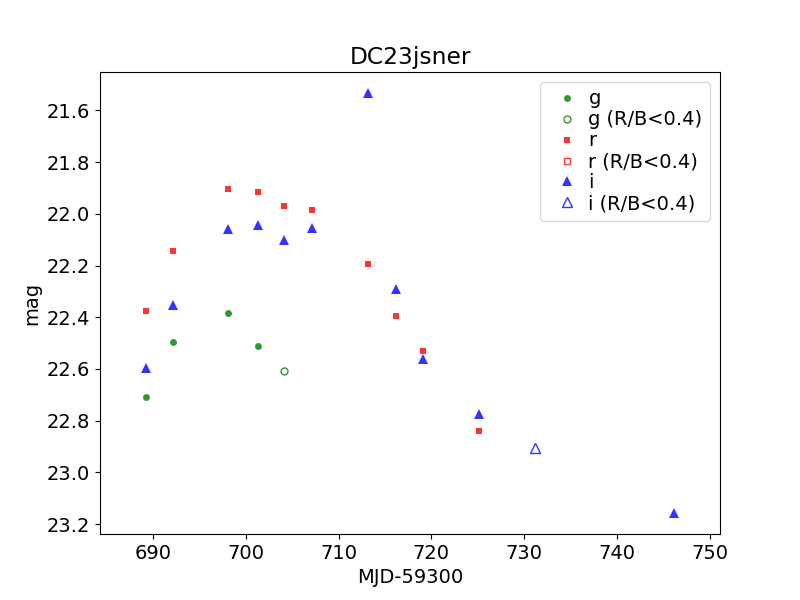 DC23jsner
g
g (R/B<0.4)
r
r (R/B<0.4)
i
i (R/B<0.4)
mag
21.6
21.8
22.0
22.2
22.4
22.6
22.8
23.0
23.2
690 700 710 720 730 740 750
MJD-59300